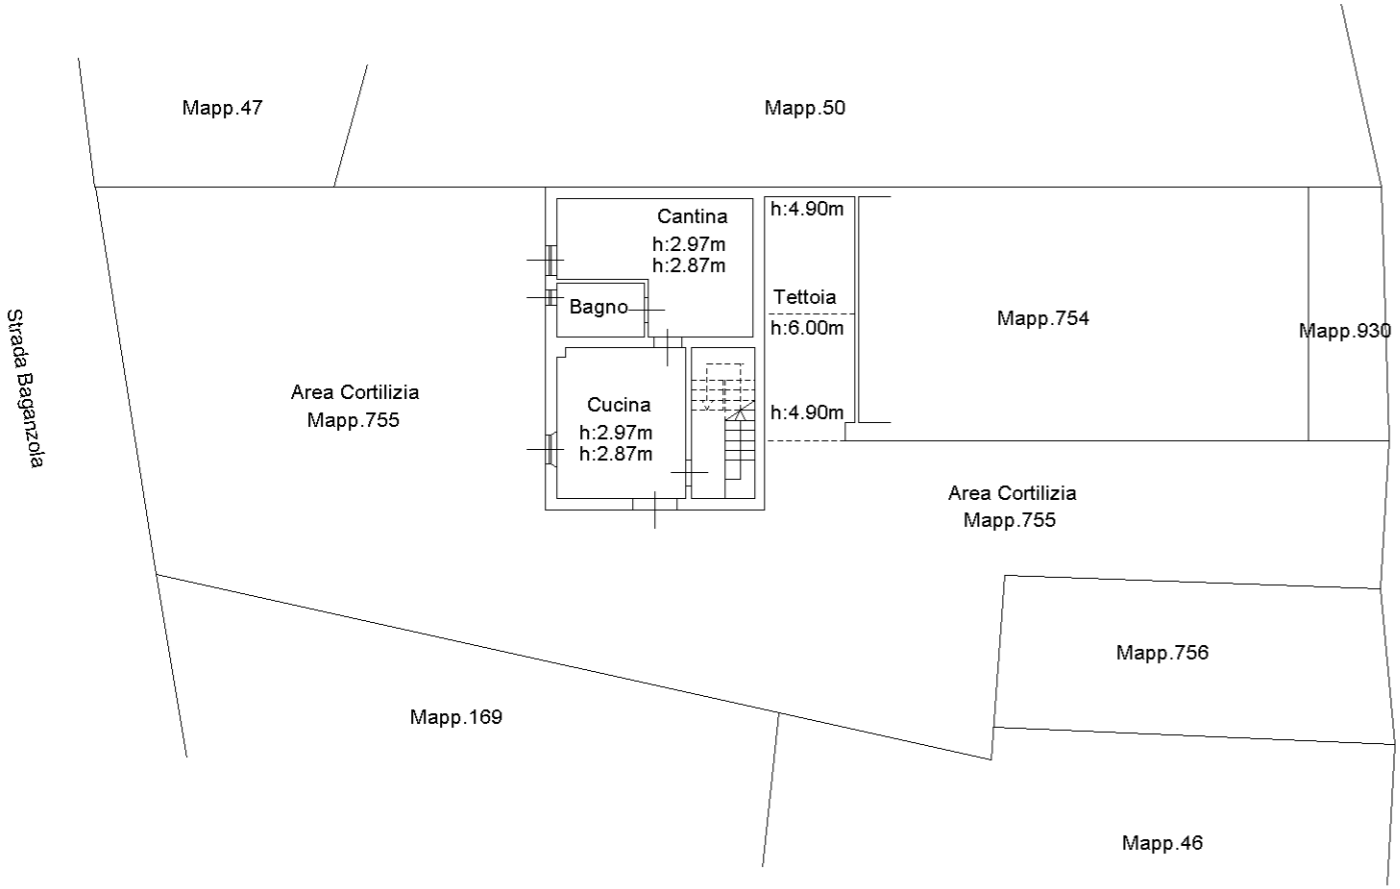 Mapp.47
Mapp.50
Cantina
h:2.97m
h:2.87m
h:4.90m
Bagno
Tettoia
h:6.00m
h:4.90m
Mapp.754
Mapp.930
Strada Baganzola
Area Cortilizia
Mapp.755
Cucina
h:2.97m
h:2.87m
Area Cortilizia
Mapp.755
Mapp.756
Mapp.169
Mapp.46